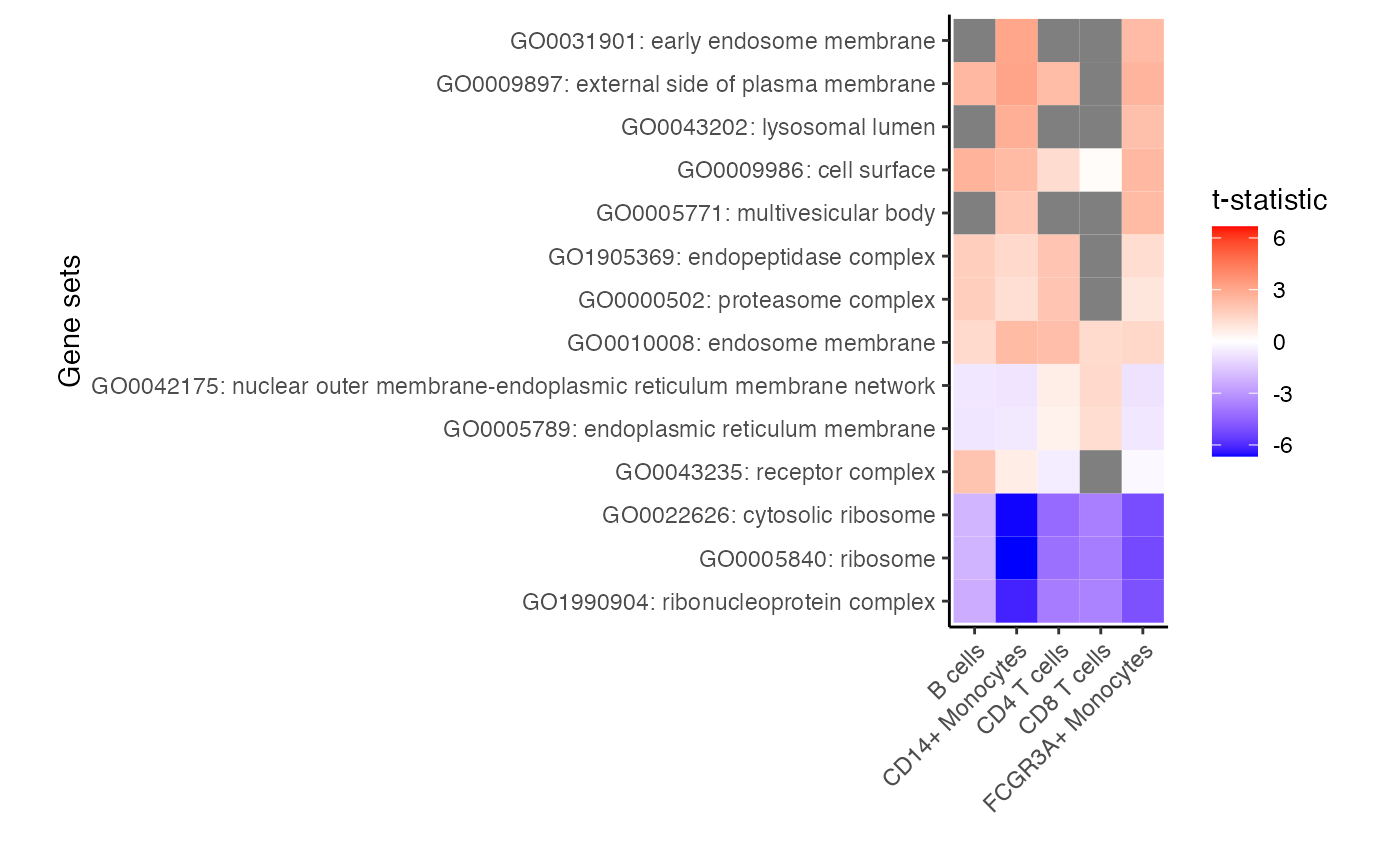 GO0031901: early endosome membrane
GO0009897: external side of plasma membrane
GO0043202: lysosomal lumen
GO0009986: cell surface
GO0005771: multivesicular body
GO1905369: endopeptidase complex
GO0000502: proteasome complex
GO0010008: endosome membrane
GO0042175: nuclear outer membrane-endoplasmic reticulum membrane network
GO0005789: endoplasmic reticulum membrane
GO0043235: receptor complex
GO0022626: cytosolic ribosome
GO0005840: ribosome
GO1990904: ribonucleoprotein complex
Gene sets
B cells
CD14+ Monocytes
CD4 T cells
CD8 T cells
FCGR3A+ Monocytes
t-statistic
6
3
0
-3
-6